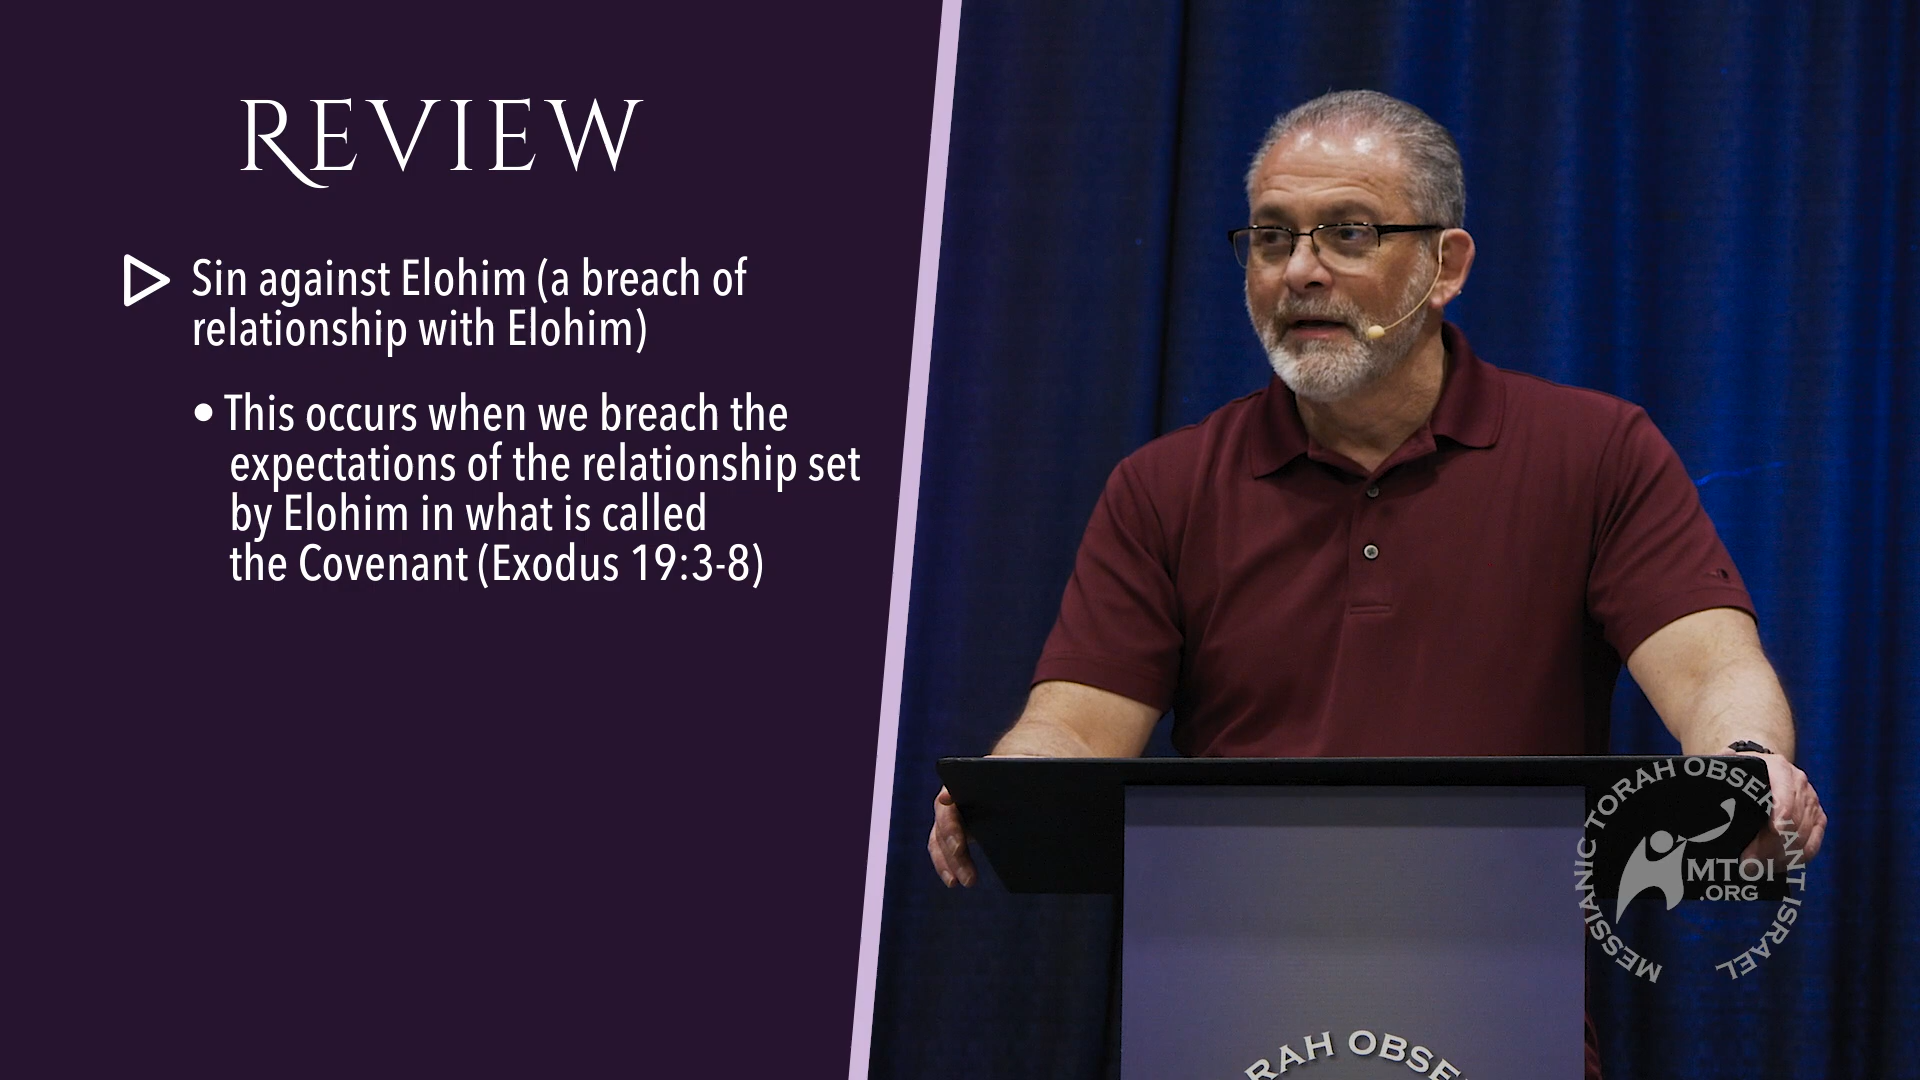 REVIEW
Sin against Elohim (a breach of
relationship with Elohim)
• This occurs when we breach the
expectations of the relationship set
by Elohim in what is called
the Covenant (Exodus 19:3-8)
MESSIANIC TORAH OBSERVANT ISRAEL
MTOI
.ORG
RAH OBSE